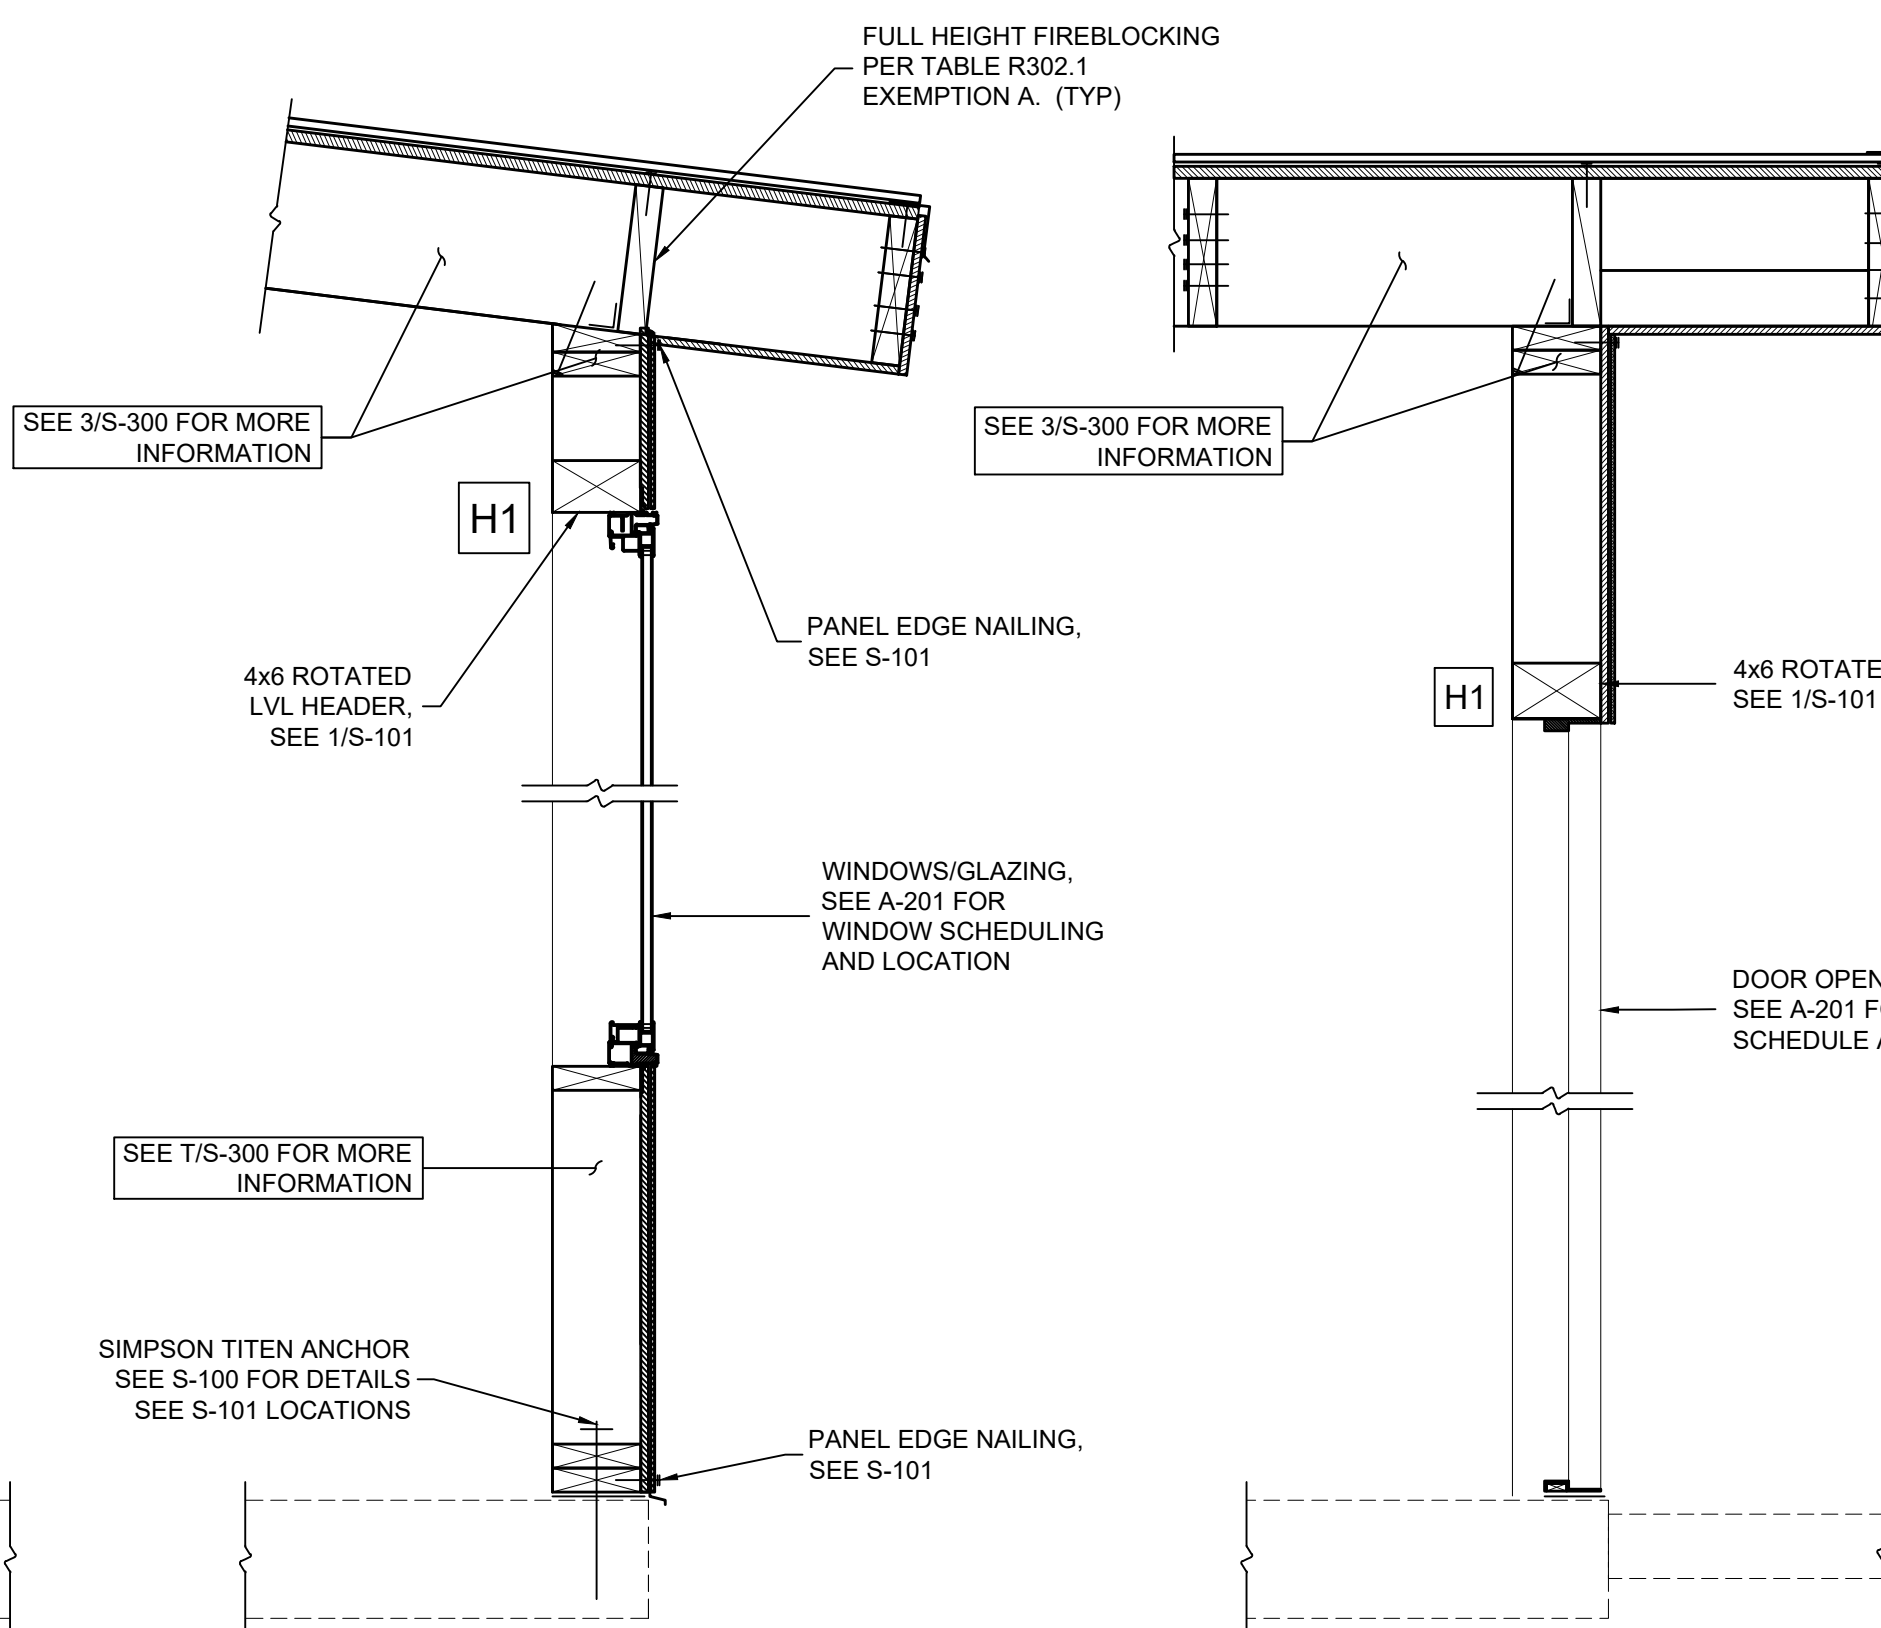 FULL HEIGHT FIREBLOCKING
PER TABLE R302.1
EXEMPTION A. (TYP)
SEE 3/S-300 FOR MORE
INFORMATION
SEE 3/S-300 FOR MORE
INFORMATION
H1
PANEL EDGE NAILING,
SEE S-101
4x6 ROTATED
LVL HEADER,
SEE 1/S-101
H1
4x6 ROTATE
SEE 1/S-101
WINDOWS/GLAZING,
SEE A-201 FOR
WINDOW SCHEDULING
AND LOCATION
DOOR OPEN
SEE A-201 F
SCHEDULE
SEE T/S-300 FOR MORE
INFORMATION
SIMPSON TITEN ANCHOR
SEE S-100 FOR DETAILS
SEE S-101 LOCATIONS
PANEL EDGE NAILING,
SEE S-101